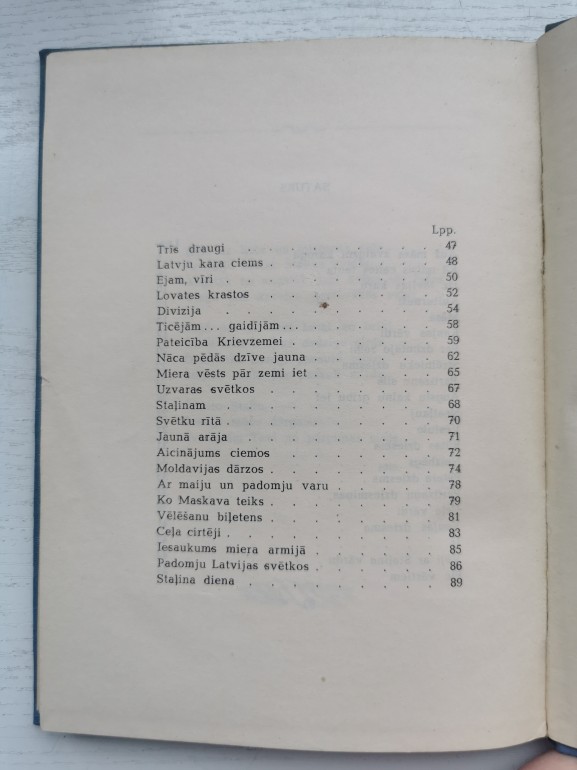 Lpp.
Trīs draugi . . . . . . . . . . 47
Latvju kara ciems . . . . . . . . . 48
Ejam, vīri . . . . . . . . . . 50
Lovates krastos . . . . . . . . . 52
Divizija . . . . . . . . . . 54
Ticējām... gaidījām... . . . . . . . 58
Pateicība Krievzemei . . . . . . . . 59
Nāca pēdās dzīve jauna . . . . . . . 62
Miera vēsts pār zemi iet . . . . . . . 65
Uzvaras svētkos . . . . . . . . . 67
Staļinam . . . . . . . . . . 68
Svētku rītā . . . . . . . . . . 70
Jaunā arāja . . . . . . . . . . 71
Aicinājums ciemos . . . . . . . . 72
Moldavijas dārzos . . . . . . . . 74
Ar maiju un padomju varu . . . . . . 78
Ko Maskava teiks . . . . . . . . . 79
Vēlēšanu biļetens . . . . . . . . . 81
Ceļa cirtēji . . . . . . . . . . 83
Iesaukums miera armijā . . . . . . . 85
Padomju Latvijas svētkos . . . . . . . 86
Staļina diena . . . . . . . . . . 89